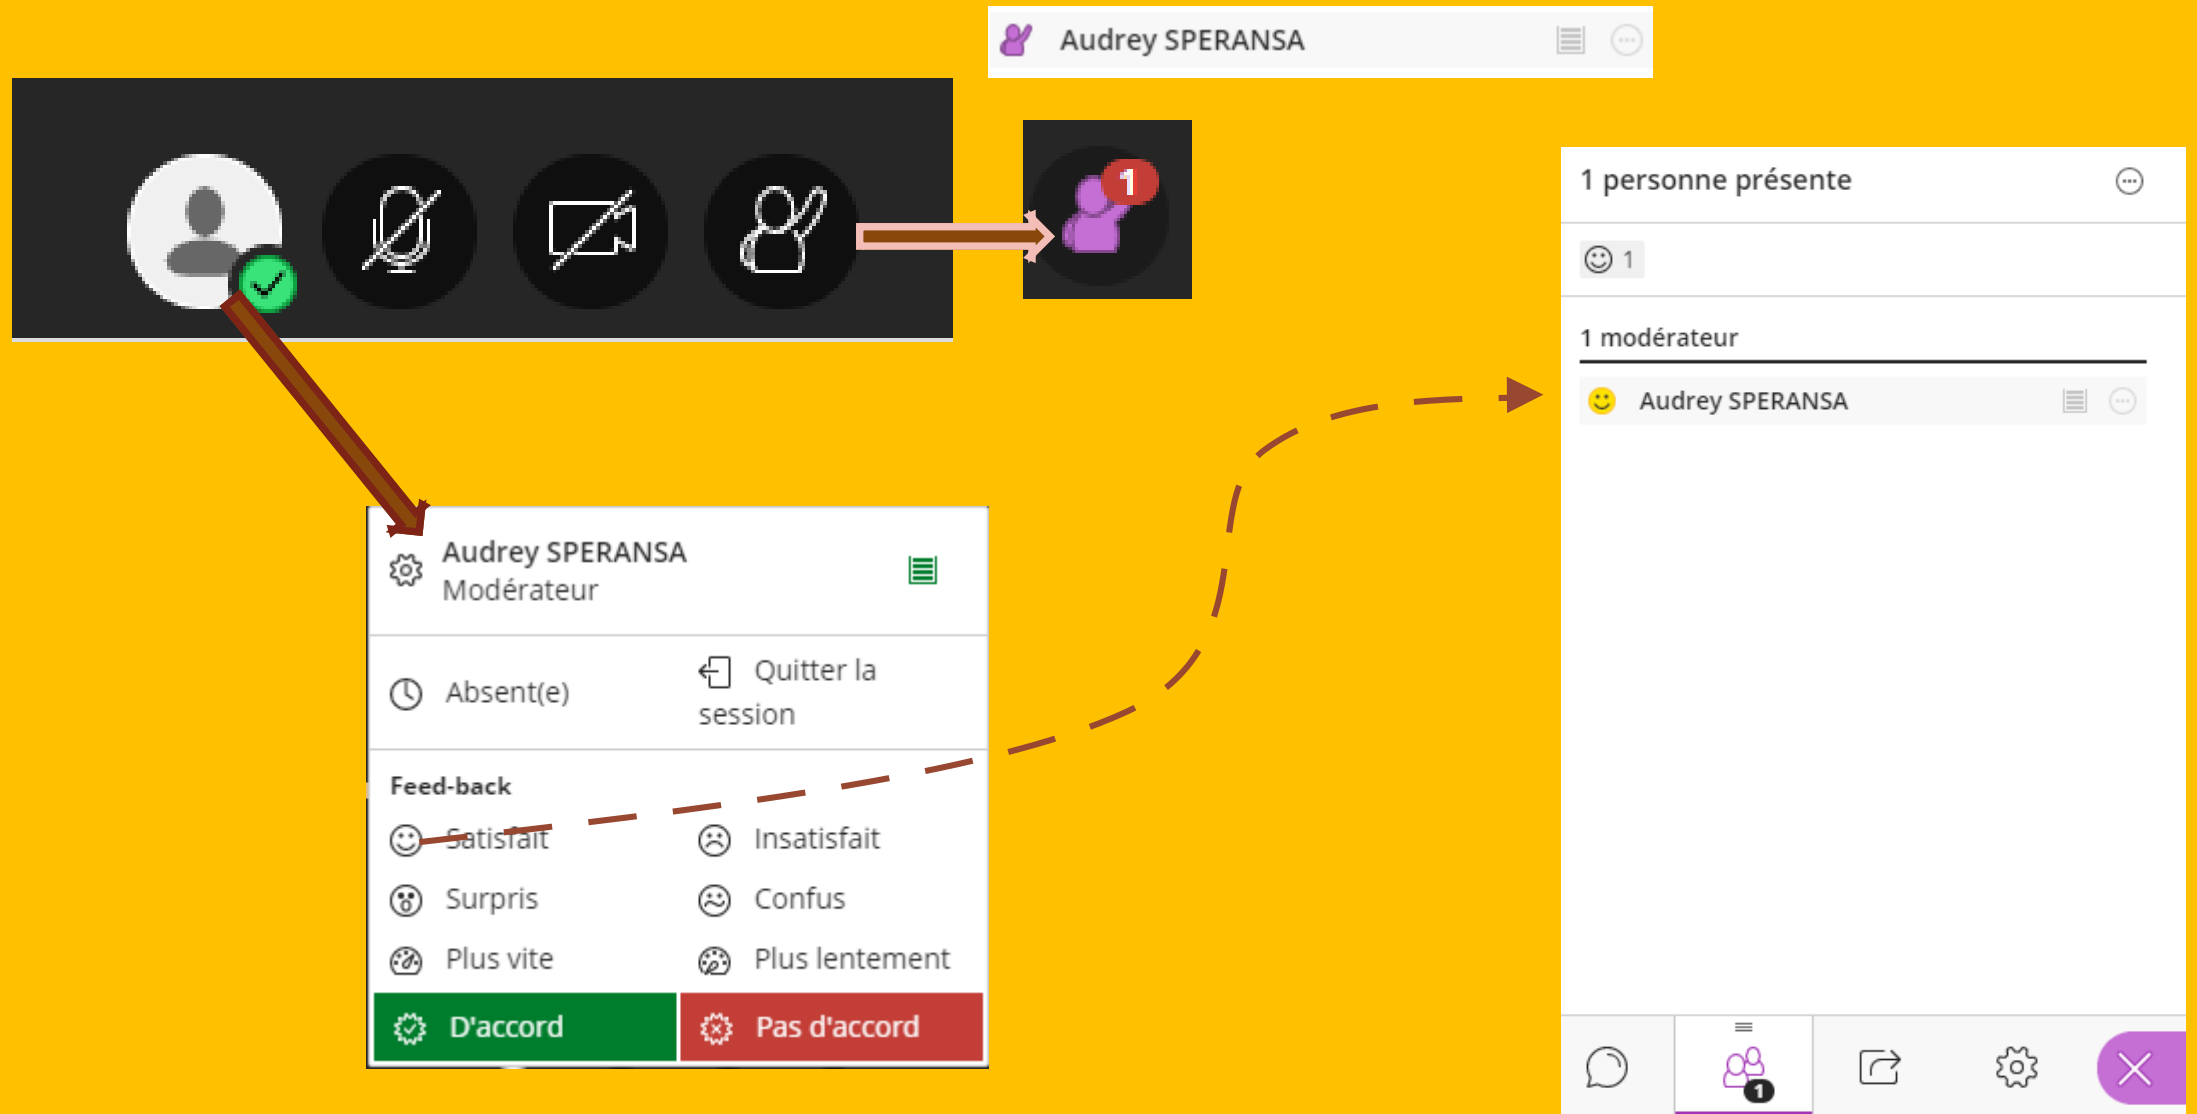 Audrey SPERANSA
1
1 personne présente
1
1 modérateur
Audrey SPERANSA
Audrey SPERANSA
Modérateur
Absent(e)
Quitter la
session
Feed-back
Satisfait
Insatisfait
Surpris
Confus
Plus vite
Plus lentement
D'accord
Pas d'accord
1